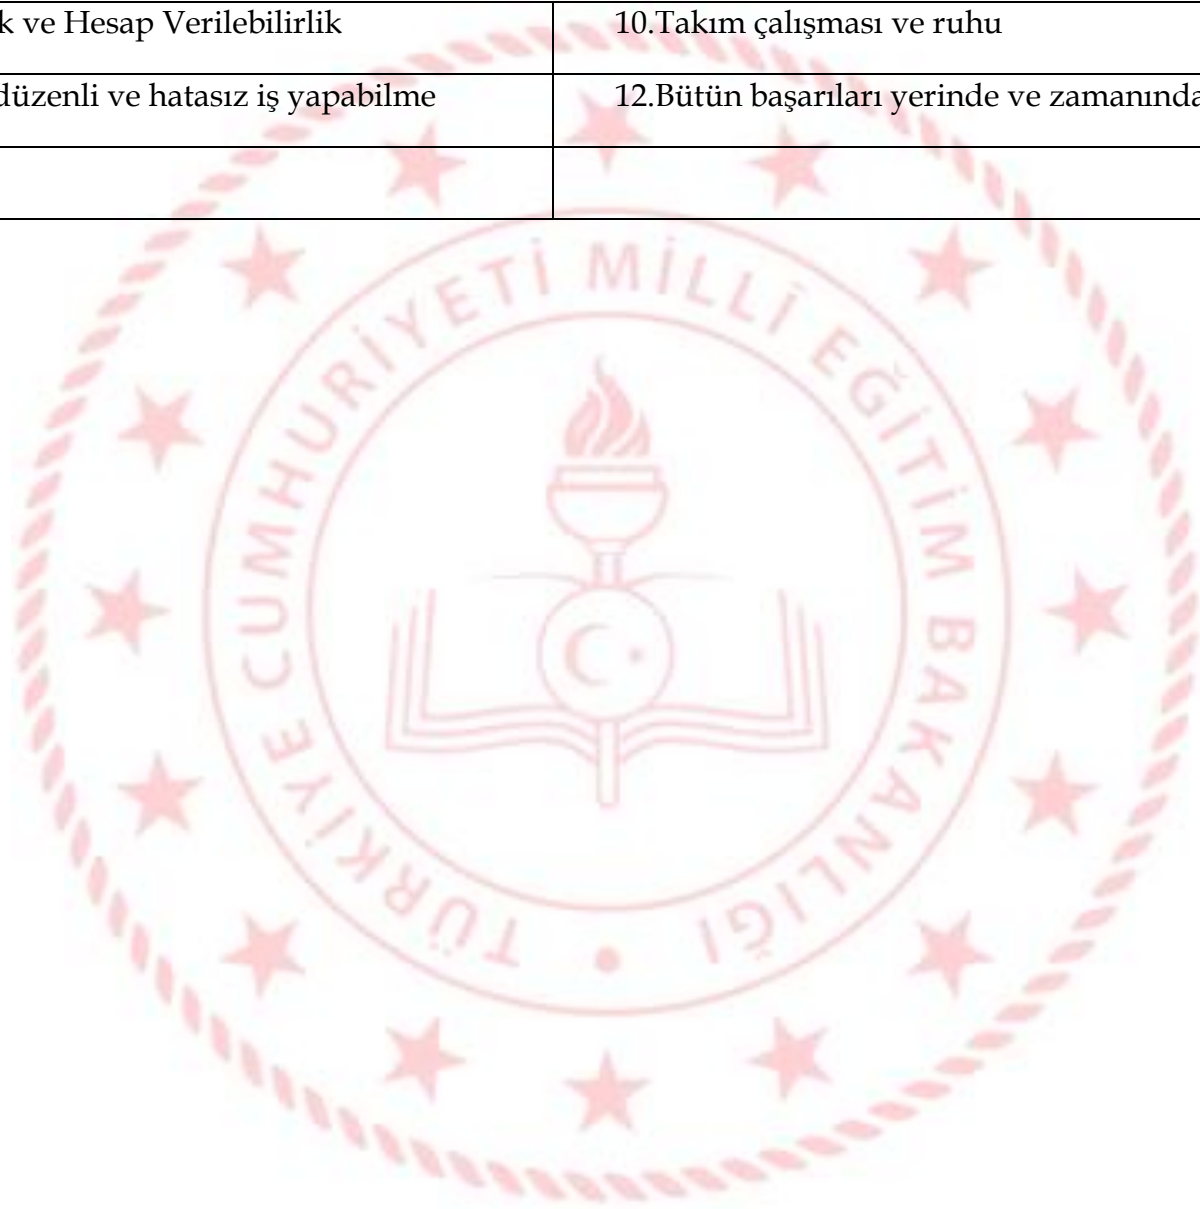 k ve Hesap Verilebilirlik
10.Takım çalışması ve ruhu
düzenli ve hatasız iş yapabilme
12.Bütün başarıları yerinde ve zamanında
TÜRKİYE CUMHURİYETİ MİLLİ EĞİTİM BAKANLIĞI